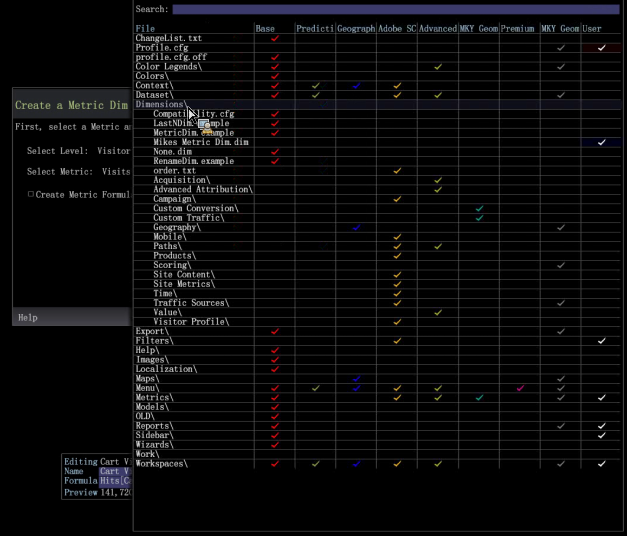 Search:
File Base Predicti Geograph Adobe SC Advanced MKY Geom Premium MKY Geom User
ChangeList.txt
Profile.cfg
profile.cfg.off
Color Legends\
Colors\
Context\
Dataset\
Dimensions\
Compatibility.cfg
LastNDim.example
MetricDim.example
Mikes Metric Dim.dim
None.dim
RenameDim.example
order.txt
Acquisition\
Advanced Attribution\
Campaign\
Custom Conversion\
Custom Traffic\
Geography\
Mobile\
Paths\
Products\
Scoring\
Site Content\
Site Metrics\
Time\
Traffic Sources\
Value\
Visitor Profile\
Export\
Filters\
Help\
Images\
Localization\
Maps\
Menu\
Metrics\
Models\
OLD\
Reports\
Sidebar\
Wizards\
Work\
Workspaces\
Create a Metric Dim
First, select a Metric a
Select Level: Visitor
Select Metric: Visits
Create Metric Formul
Help
Editing Cart V
Name Cart V
Formula Hits[C
Preview 141,72